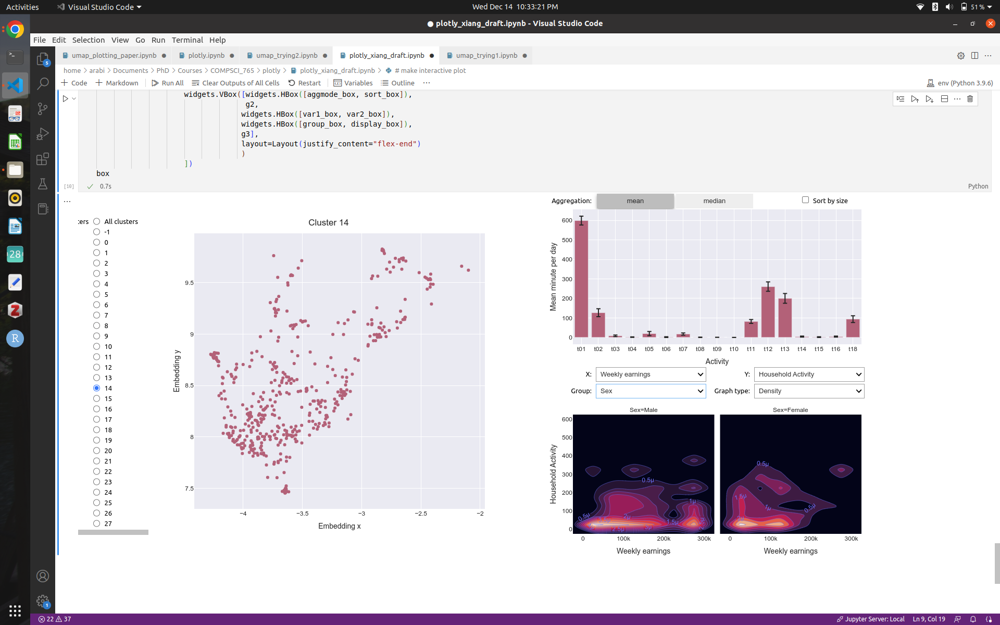 Activities
Visual Studio Code
Wed Dec 14 10:33:21 PM
51 %
● plotly_xiang_draft.ipynb - Visual Studio Code
File Edit Selection View Go Run Terminal Help
umap_plotting_paper.ipynb
plotly.ipynb
umap_trying2.ipynb
plotly_xiang_draft.ipynb
umap_trying1.ipynb
home > arabi > Documents > PhD > Courses > COMPSCI_765 > plotly > plotly_xiang_draft.ipynb > # make interactive plot
+ Code + Markdown Run All Clear Outputs of All Cells Restart Variables Outline ...
env (Python 3.9.6)
widgets.VBox([widgets.HBox([aggmode_box, sort_box]),
g2,
widgets.HBox([var1_box, var2_box]),
widgets.HBox([group_box, display_box]),
g3],
layout=Layout(justify_content="flex-end")
)
])
box
[10] 0.7s
Python
Aggregation: mean median Sort by size
:ers
All clusters
-1
0
1
2
3
4
5
6
7
8
9
10
11
12
13
14
15
16
17
18
19
20
21
22
23
24
25
26
27
Cluster 14
Embedding y
9.5
9
8.5
8
7.5
−4 −3.5 −3 −2.5 −2
Embedding x
Mean minute per day
600
500
400
300
200
100
0
t01 t02 t03 t04 t05 t06 t07 t08 t09 t10 t11 t12 t13 t14 t15 t16 t18
Activity
X: Weekly earnings
Y: Household Activity
Group: Sex
Graph type: Density
Sex=Male
Sex=Female
Household Activity
600
500
400
300
200
100
0
0.5μ
0.5μ
1μ
2μ
1.5μ
2.5μ
3μ
0.5μ
1.5μ
1μ
0.5μ
0 100k 200k 300k
0 100k 200k 300k
Weekly earnings
Weekly earnings
5
28
Z
R
1
22 37
Jupyter Server: Local
Ln 9, Col 19